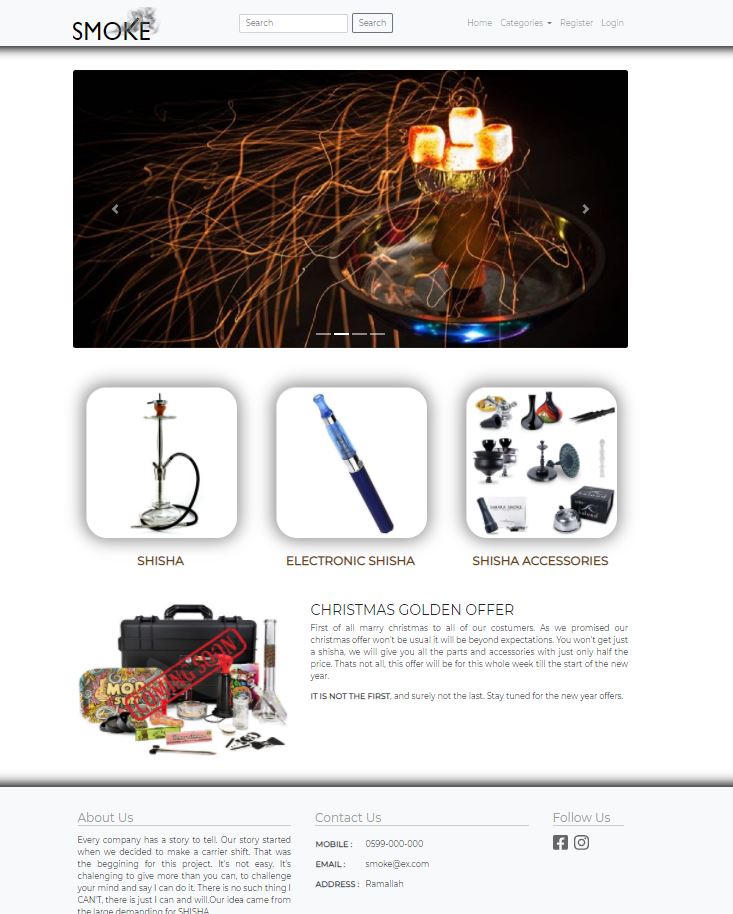 SMOKE
Search
Search
Home
Categories
Register
Login
SHISHA
ELECTRONIC SHISHA
SHISHA ACCESSORIES
COMING SOON
CHRISTMAS GOLDEN OFFER
First of all marry christmas to all of our costumers. As we promised our
christmas offer won't be usual it will be beyond expectations. You won't get just
a shisha, we will give you all the parts and accessories with just only half the
price. Thats not all, this offer will be for this whole week till the start of the new
year.
IT IS NOT THE FIRST, and surely not the last. Stay tuned for the new year offers.
About Us
Every company has a story to tell. Our story started
when we decided to make a carrier shift. That was
the beggining for this project. It's not easy. It's
chalenging to give more than you can, to challenge
your mind and say I can do it. There is no such thing I
CAN'T, there is just I can and will.Our idea came from
the large demanding for SHISHA
Contact Us
MOBILE : 0599-000-000
EMAIL : smoke@ex.com
ADDRESS : Ramallah
Follow Us